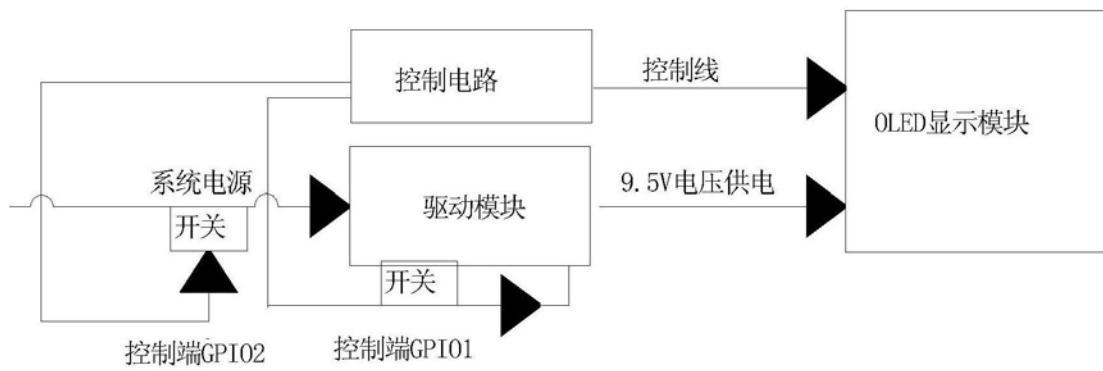 控制电路
控制线
OLED显示模块
系统电源
开关
驱动模块
9.5V电压供电
开关
控制端GPIO2
控制端GPIO1